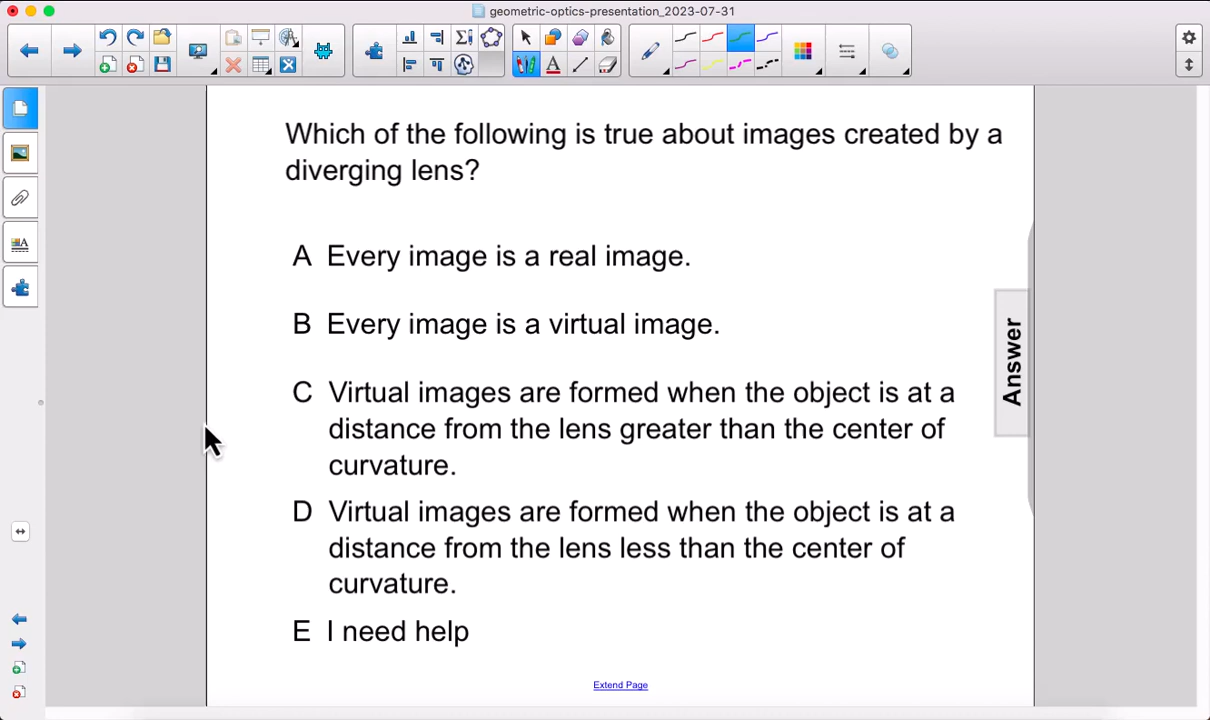 geometric-optics-presentation_2023-07-31
Which of the following is true about images created by a
diverging lens?
A Every image is a real image.
B Every image is a virtual image.
C Virtual images are formed when the object is at a
distance from the lens greater than the center of
curvature.
D Virtual images are formed when the object is at a
distance from the lens less than the center of
curvature.
E I need help
Answer
Extend Page